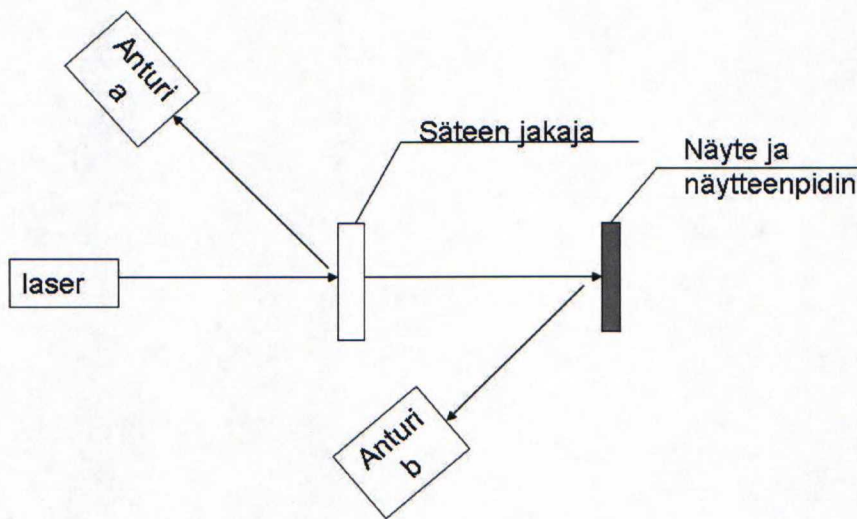 Anturi
a
Säteen jakaja
Näyte ja
näytteenpidin
laser
Anturi
b